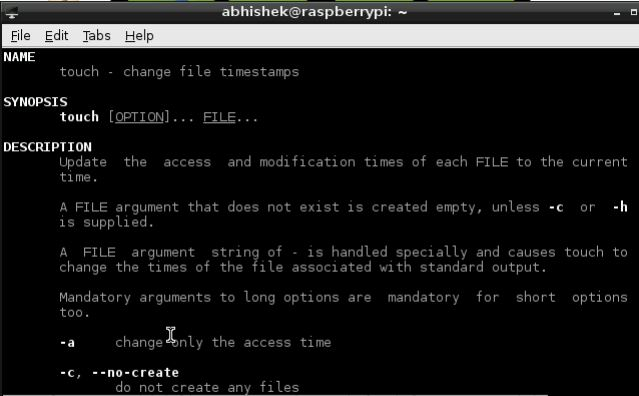 abhishek@raspberrypi: ~
File Edit Tabs Help
NAME
touch - change file timestamps
SYNOPSIS
touch [OPTION]... FILE...
DESCRIPTION
Update the access and modification times of each FILE to the current
time.
A FILE argument that does not exist is created empty, unless -c or -h
is supplied.
A FILE argument string of - is handled specially and causes touch to
change the times of the file associated with standard output.
Mandatory arguments to long options are mandatory for short options
too.
-a change only the access time
-c, --no-create
do not create any files